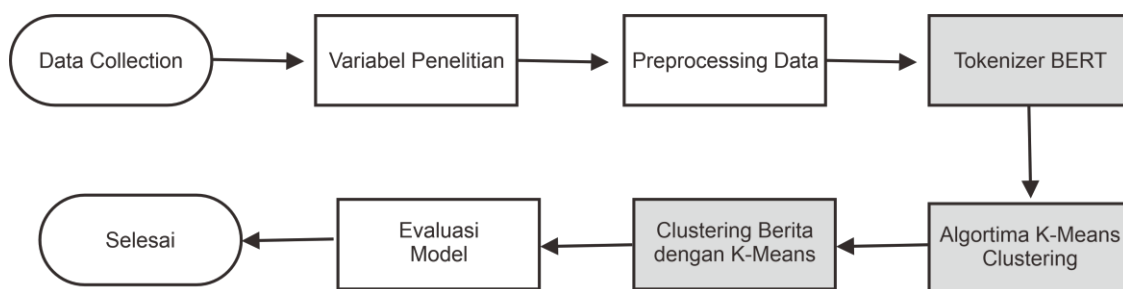 Data Collection
Variabel Penelitian
Preprocessing Data
Tokenizer BERT
Algortima K-Means
Clustering
Clustering Berita
dengan K-Means
Evaluasi
Model
Selesai